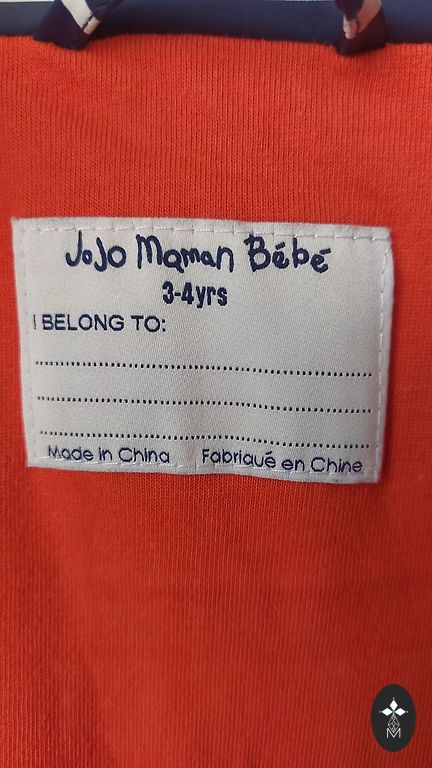 JoJo Maman Bébé
3-4yrs
I BELONG TO:
Made in China Fabriqué en Chine
M